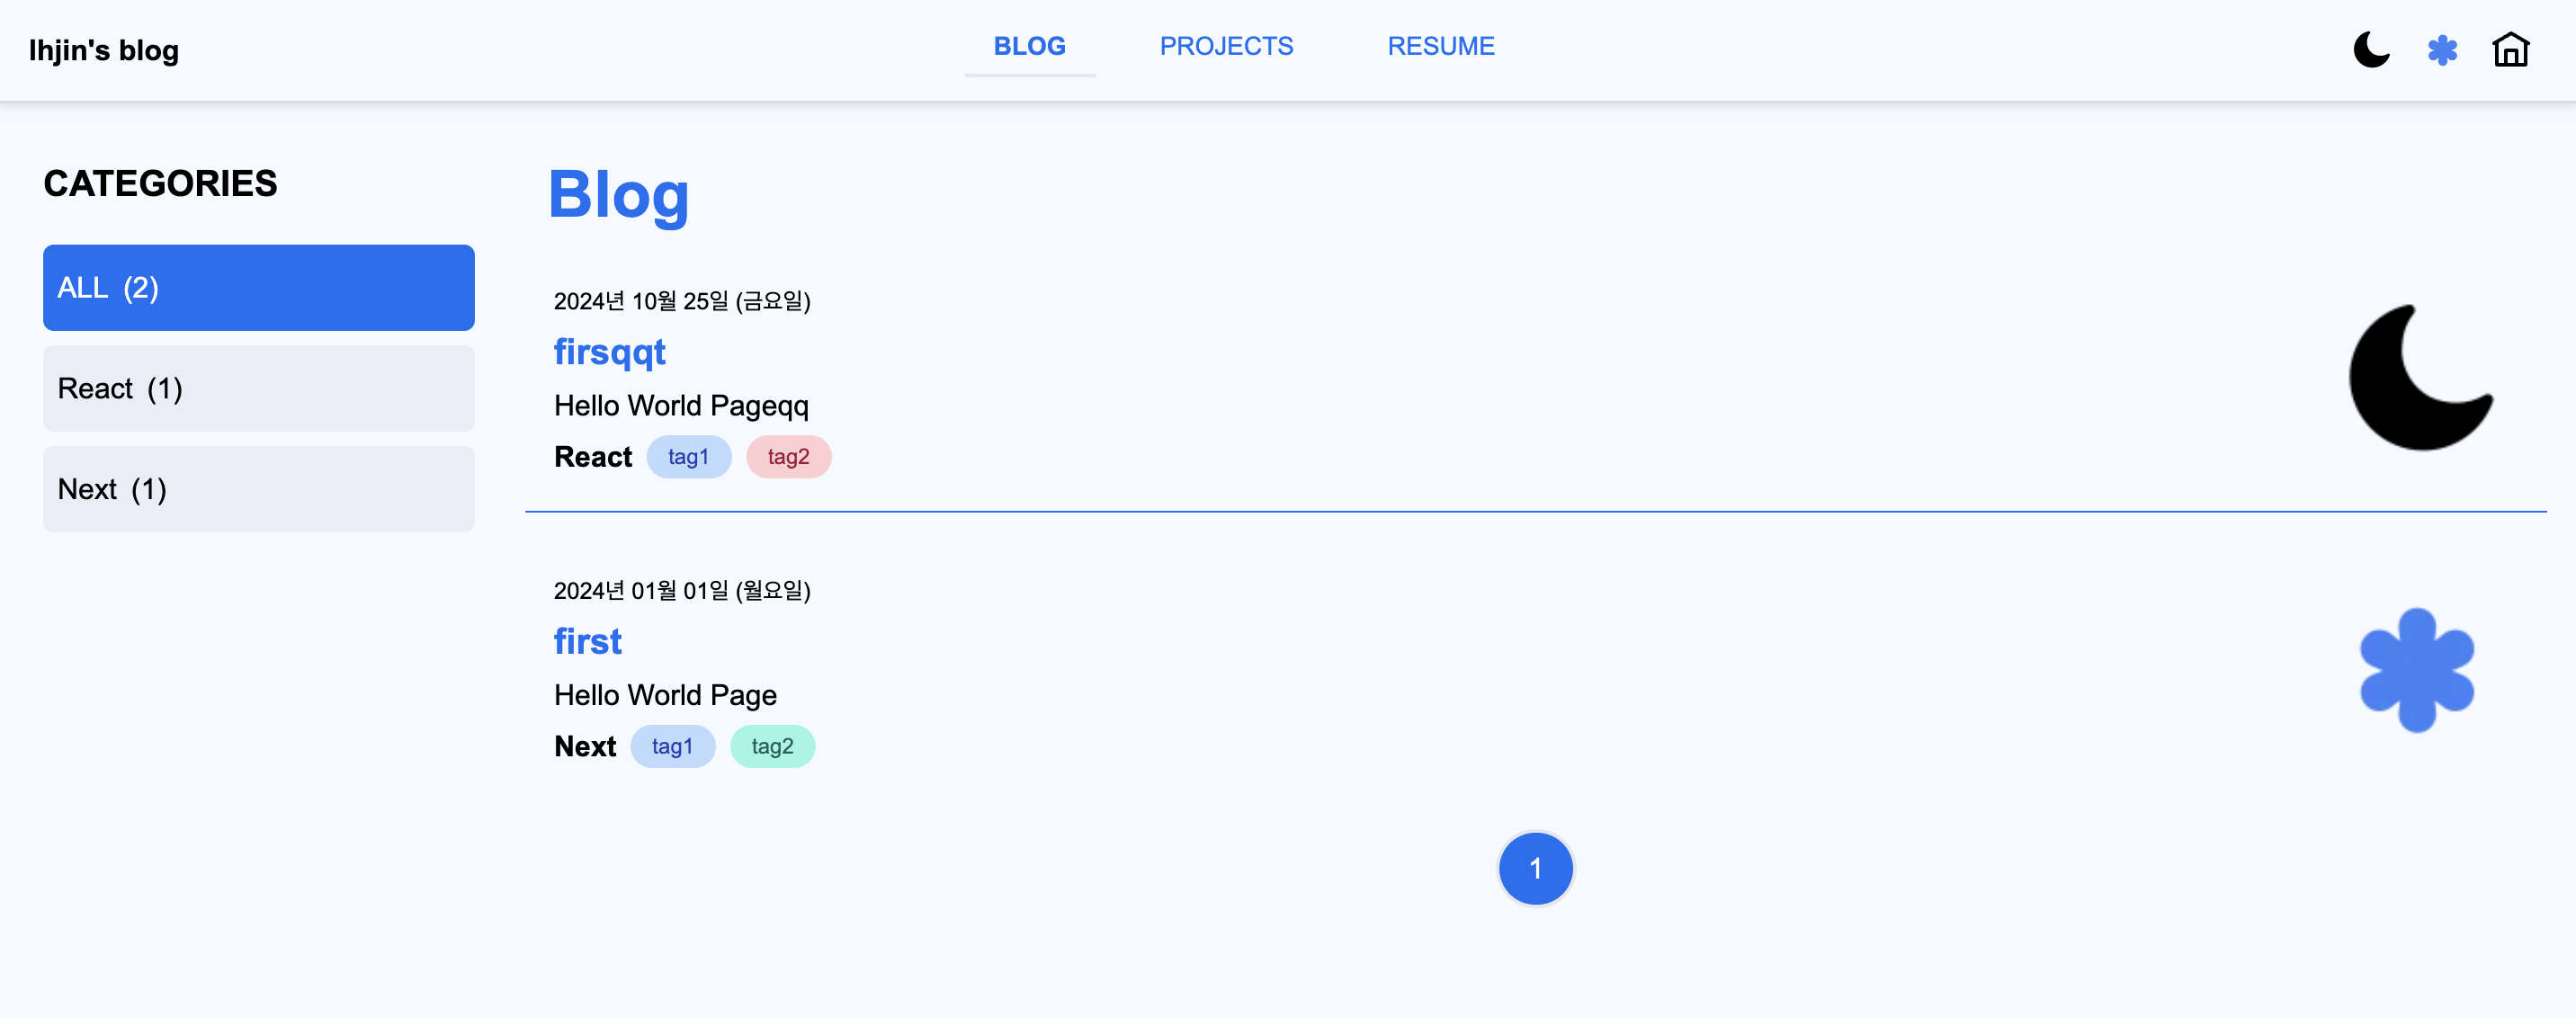 lhjin's blog
BLOG PROJECTS RESUME
CATEGORIES
ALL (2)
React (1)
Next (1)
Blog
2024년 10월 25일 (금요일)
firsqqt
Hello World Pageqq
React tag1 tag2
2024년 01월 01일 (월요일)
first
Hello World Page
Next tag1 tag2
1